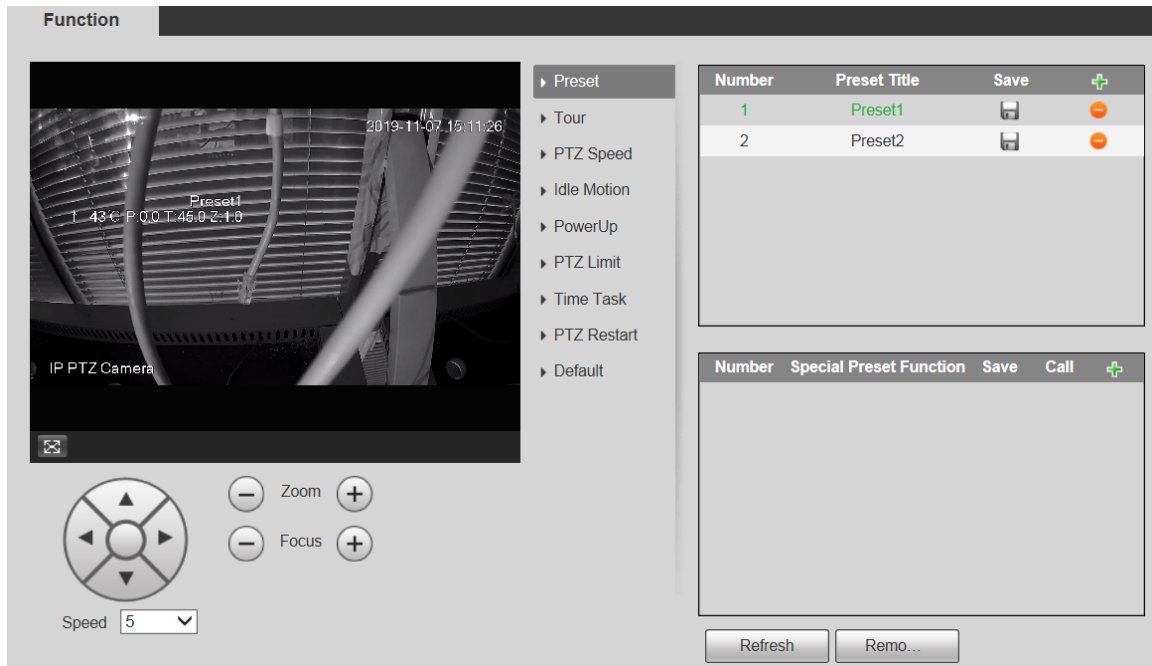 Function
2019-11-07 15:11:26
Preset1
43 C P:0.0 T:45.0 Z:1.0
IP PTZ Camera
Zoom
Focus
Speed 5
Preset
Tour
PTZ Speed
Idle Motion
PowerUp
PTZ Limit
Time Task
PTZ Restart
Default
Number Preset Title Save
1 Preset1
2 Preset2
Number Special Preset Function Save Call
Refresh Remo...